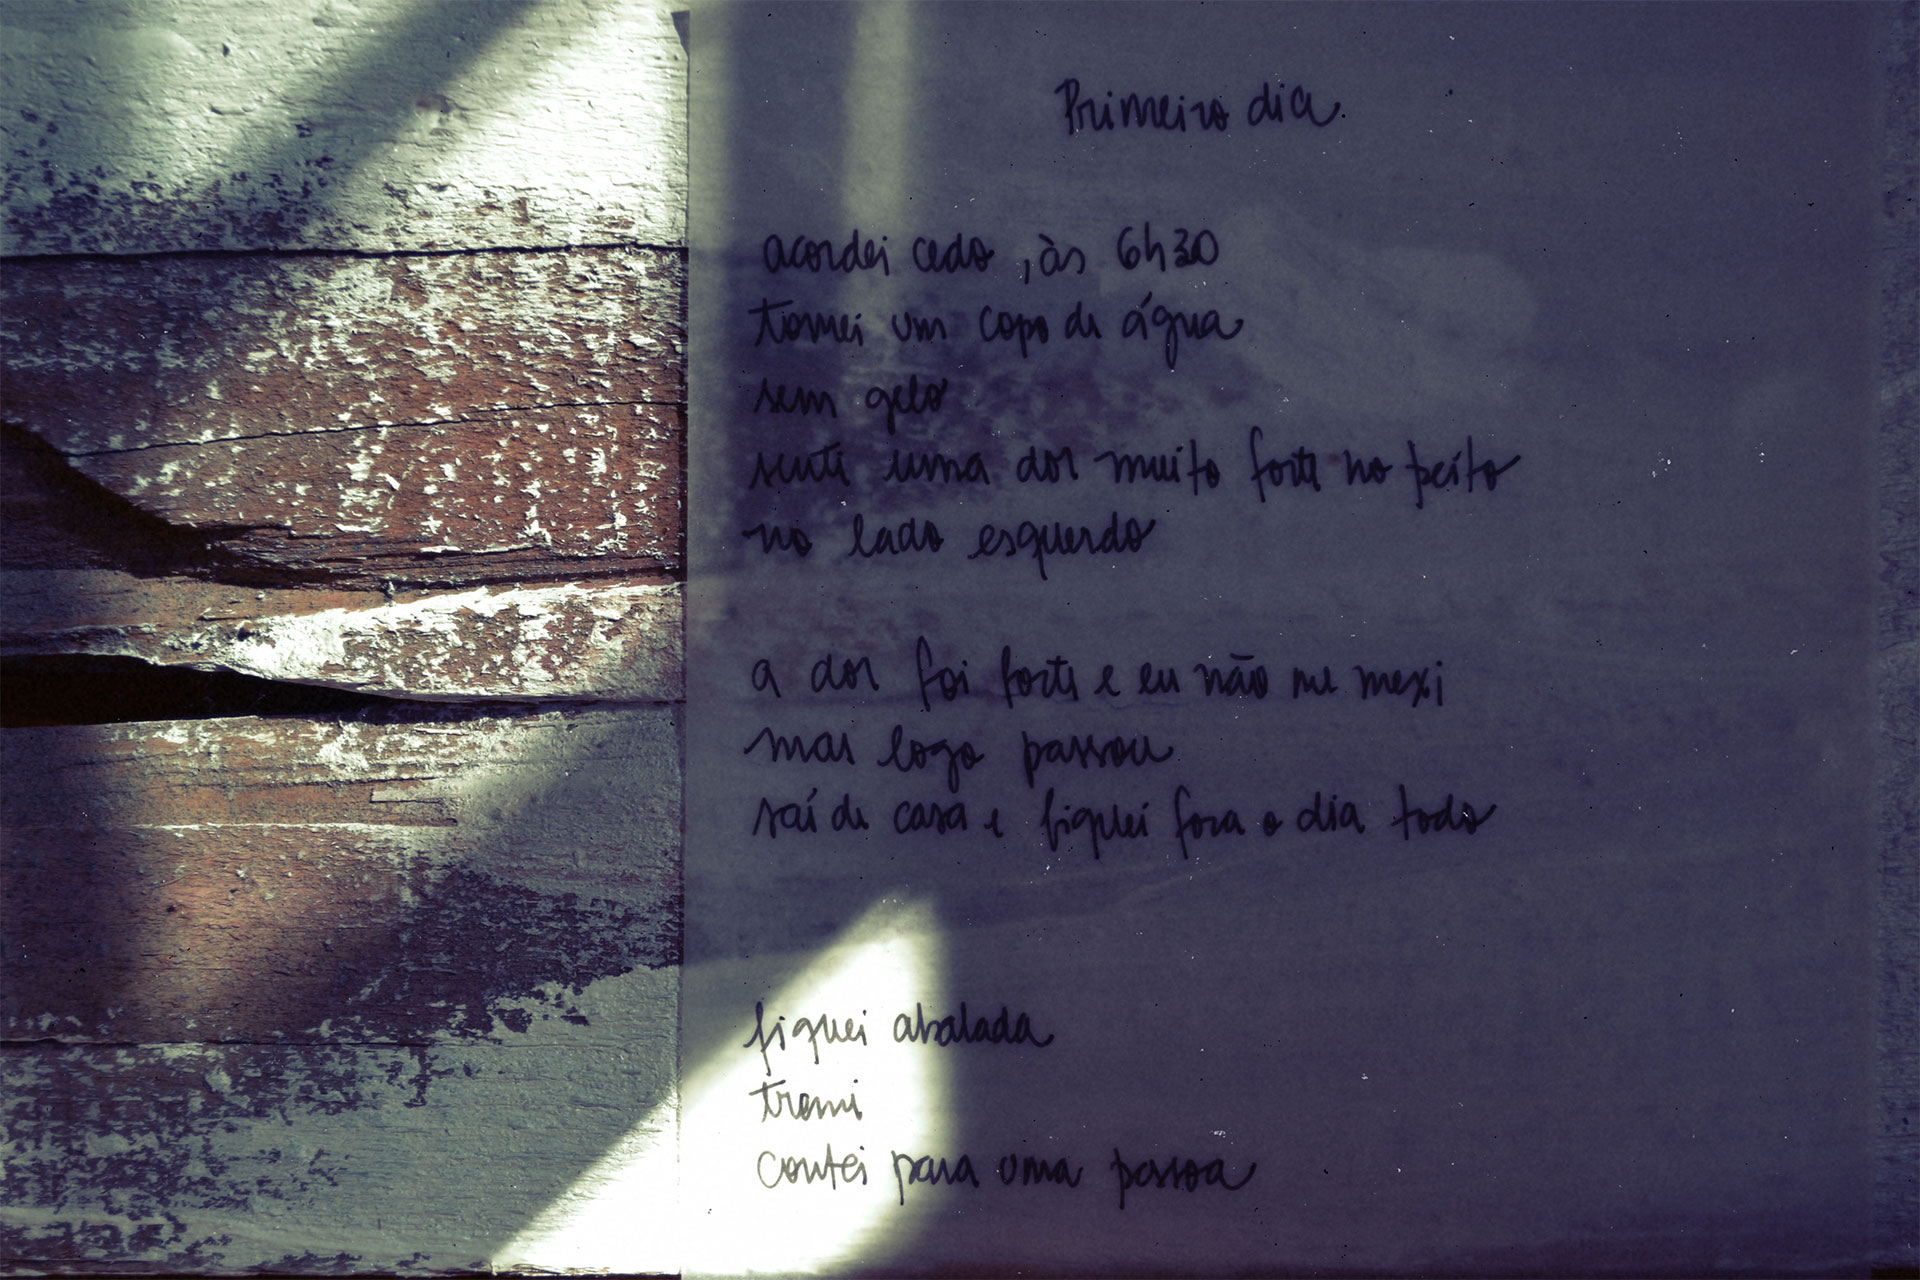 Primeiro dia
acordei cedo, às 6h30
tomei um copo de água
sem gelo
senti uma dor muito forte no peito
no lado esquerdo
a dor foi forte e eu não me mexi
mas logo passou
saí de casa e fiquei fora o dia todo
fiquei abalada
tremi
contei para uma pessoa